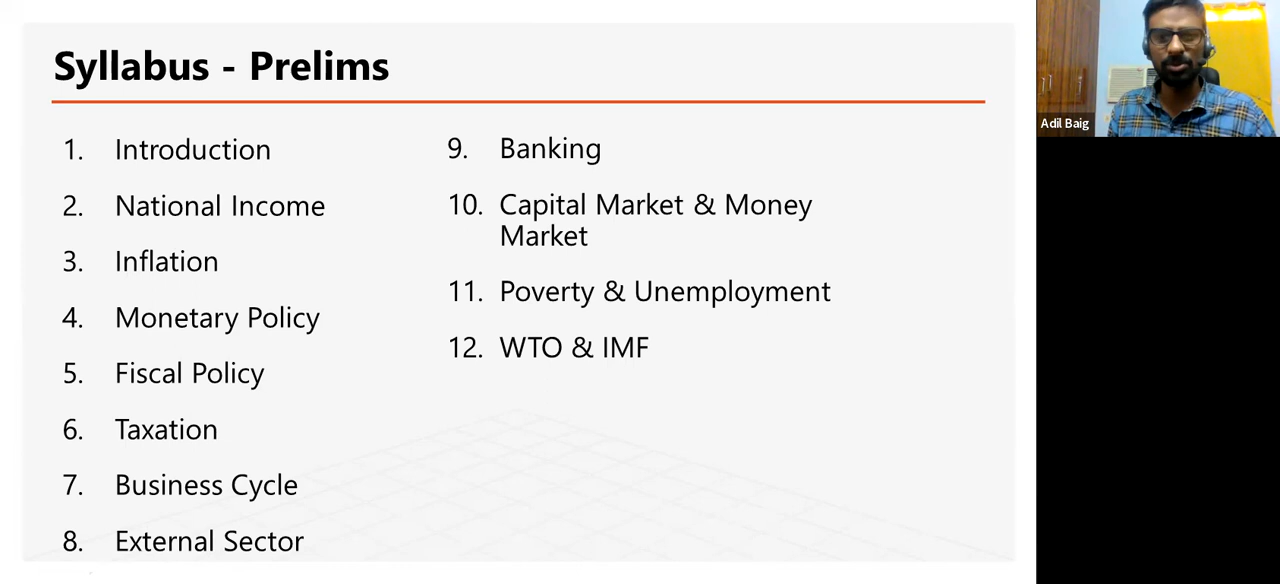 Syllabus - Prelims
1. Introduction
2. National Income
3. Inflation
4. Monetary Policy
5. Fiscal Policy
6. Taxation
7. Business Cycle
8. External Sector
9. Banking
10. Capital Market & Money
Market
11. Poverty & Unemployment
12. WTO & IMF
Adil Baig